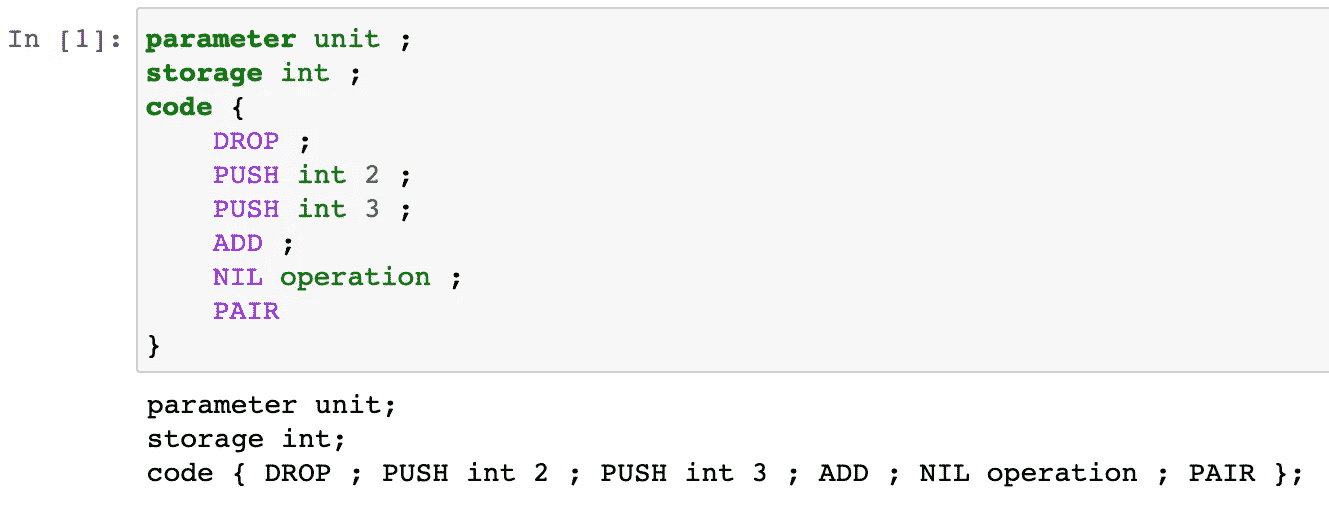 In [1]: parameter unit ;
storage int ;
code {
    DROP ;
    PUSH int 2 ;
    PUSH int 3 ;
    ADD ;
    NIL operation ;
    PAIR
}
parameter unit;
storage int;
code { DROP ; PUSH int 2 ; PUSH int 3 ; ADD ; NIL operation ; PAIR };